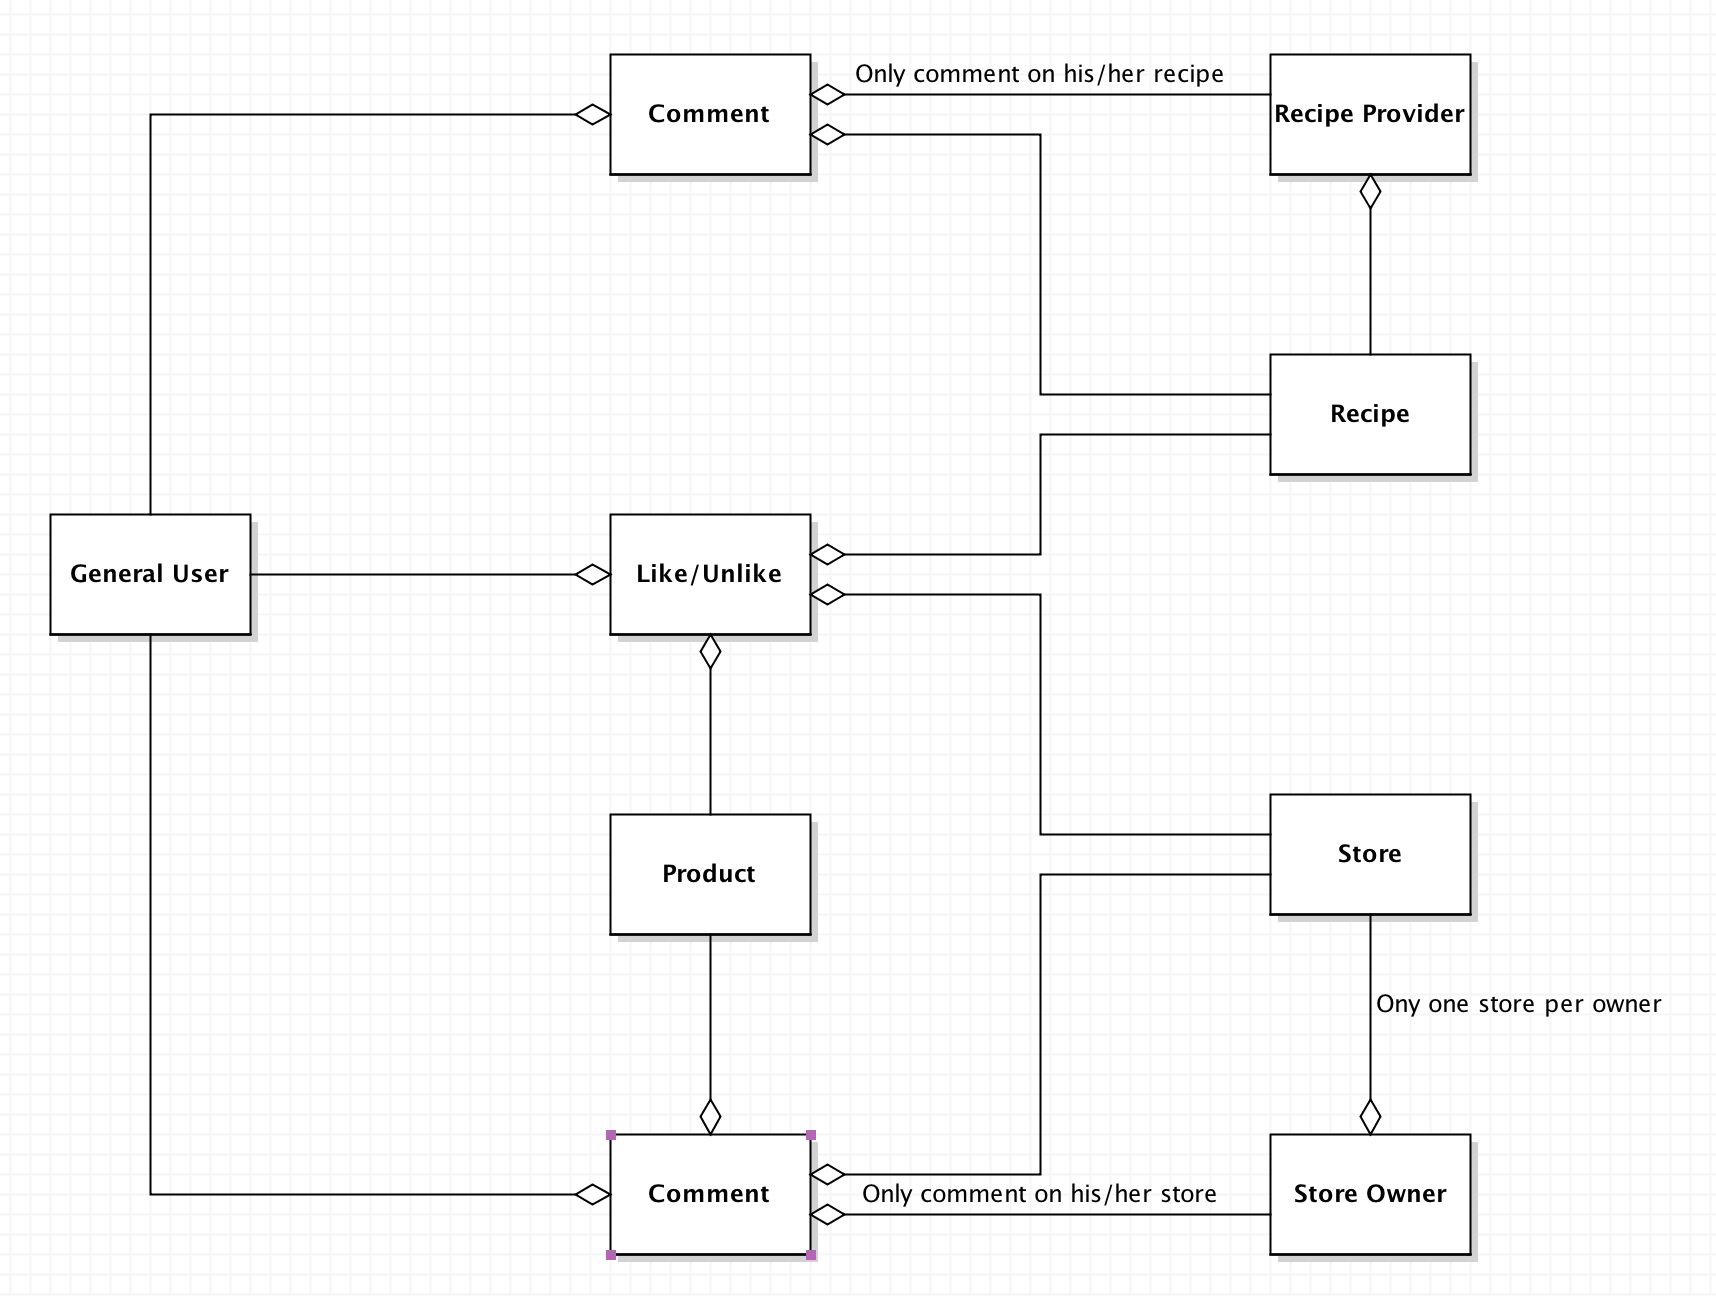 Comment
Only comment on his/her recipe
Recipe Provider
Recipe
General User
Like/Unlike
Product
Store
Ony one store per owner
Comment
Only comment on his/her store
Store Owner